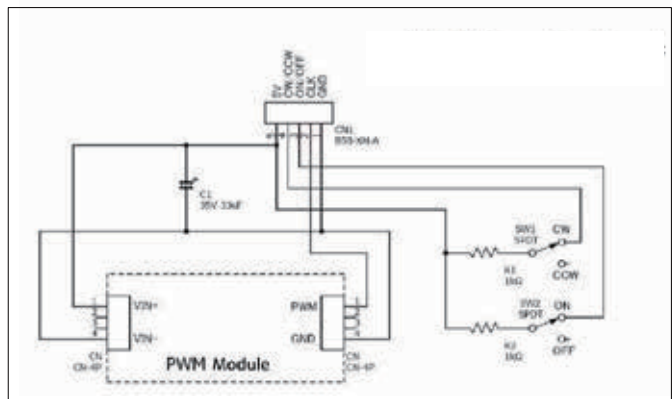 5V
CW/CCW
ON/OFF
CLK
GND
CN1
B5B-XH-A
C1
35V 33uF
SW1
SPDT
CW
R1
1kΩ
CCW
SW2
SPDT
ON
R2
1kΩ
OFF
VIN+
VIN-
PWM
GND
CN
CN-4P
CN
CN-4P
PWM Module